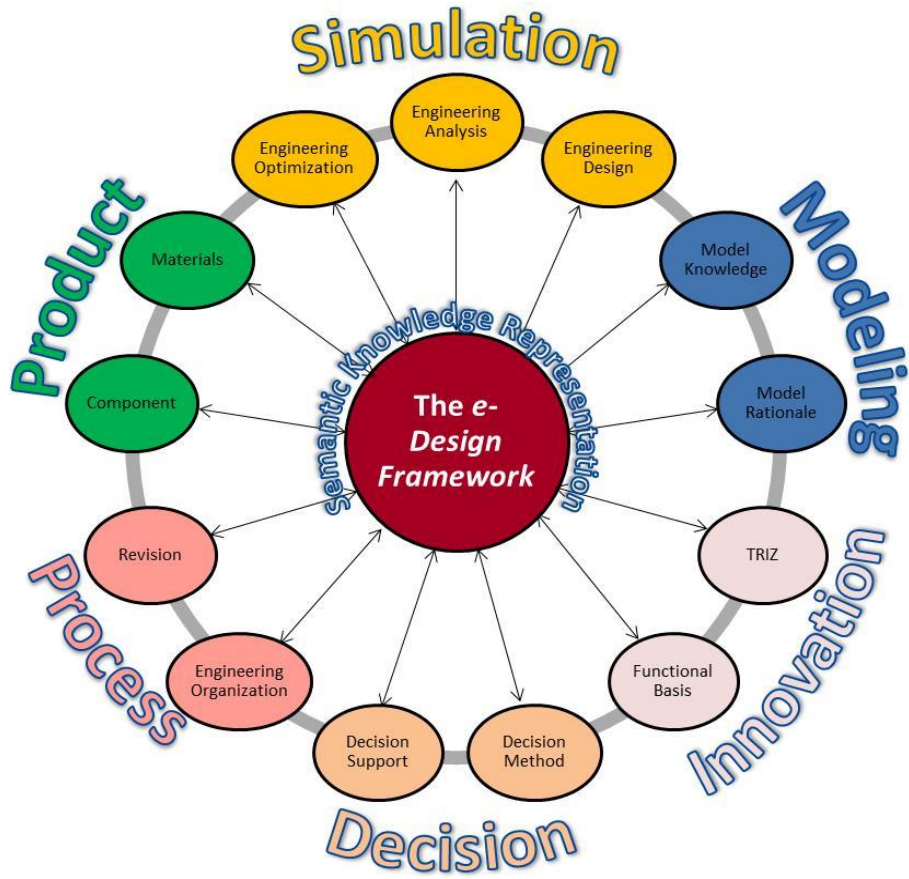 Simulation
Engineering
Analysis
Engineering
Optimization
Engineering
Design
Product
Materials
Component
Modeling
Model
Knowledge
Model
Rationale
Semantic Knowledge Representation
The e-
Design
Framework
Process
Revision
Engineering
Organization
Innovation
TRIZ
Functional
Basis
Decision
Support
Decision
Method
Decision